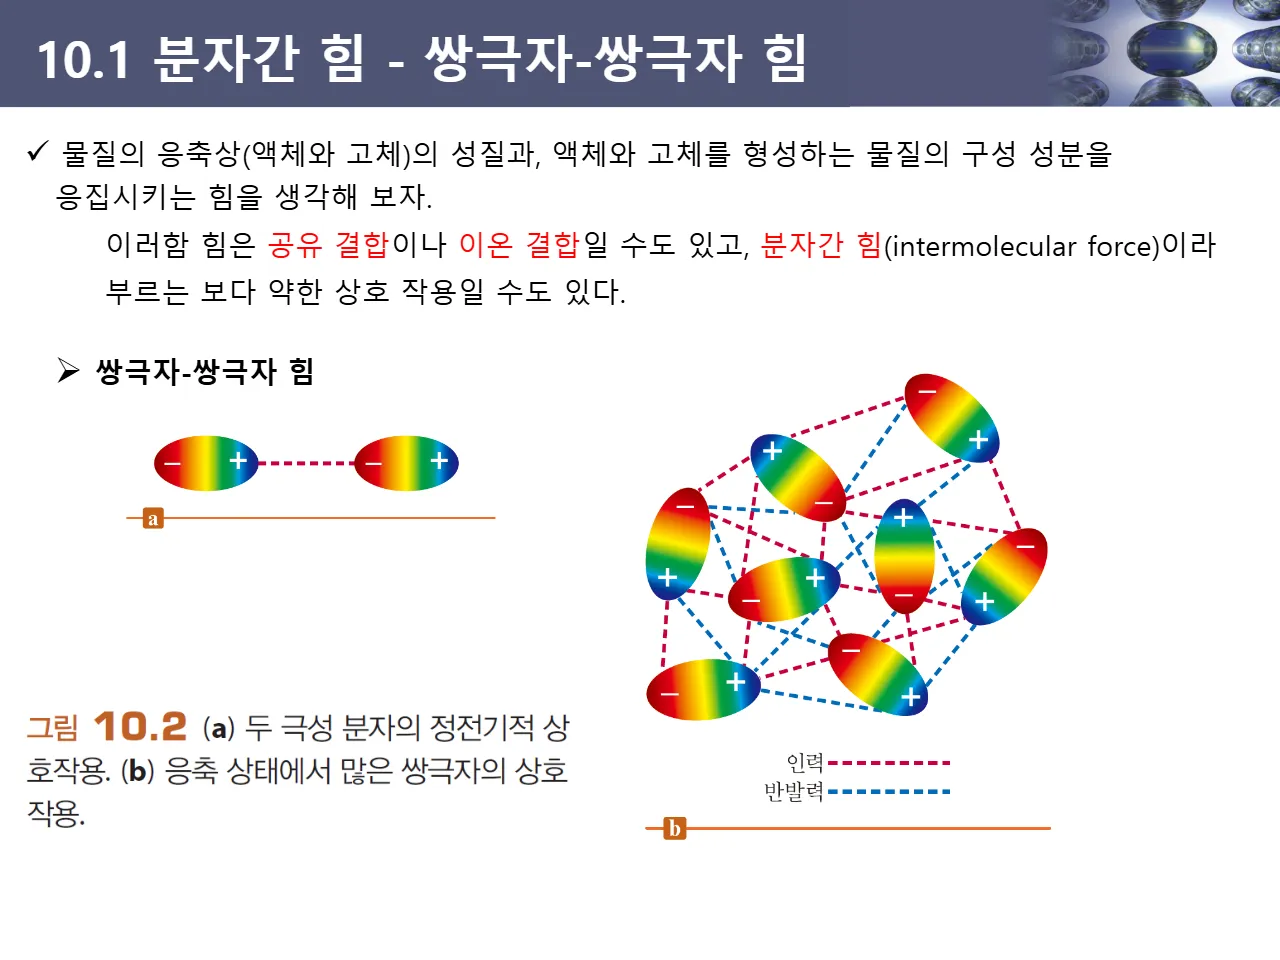 10.1 분자간 힘 - 쌍극자-쌍극자 힘
✓ 물질의 응축상(액체와 고체)의 성질과, 액체와 고체를 형성하는 물질의 구성 성분을
응집시키는 힘을 생각해 보자.
이러함 힘은 공유 결합이나 이온 결합일 수도 있고, 분자간 힘(intermolecular force)이라
부르는 보다 약한 상호 작용일 수도 있다.
➢ 쌍극자-쌍극자 힘
− + − +
a
그림 10.2 (a) 두 극성 분자의 정전기적 상
호작용. (b) 응축 상태에서 많은 쌍극자의 상호
작용.
−
+
+
−
−
+
−
+
+
−
−
+
−
+
−
+
인력
반발력
b